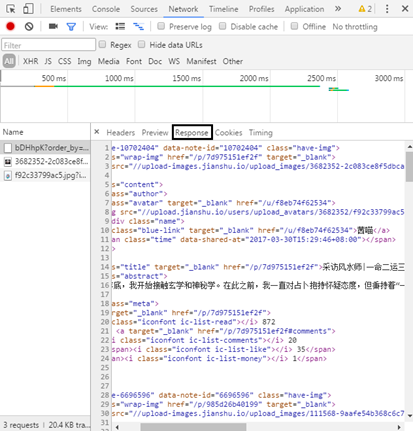 Elements Console Sources Network Timeline Profiles Application » 2
View: Preserve log Disable cache Offline No throttling
Filter Regex Hide data URLs
All XHR JS CSS Img Media Font Doc WS Manifest Other
500 ms 1000 ms 1500 ms 2000 ms 2500 ms 3000 ms
Name × Headers Preview Response Cookies Timing
bDHhpK?order_by=...
3682352-2c083ce8f...
f92c33799ac5.jpg?i...
1 e-10702404" data-note-id="10702404" class="have-img">
2 s="wrap-img" href="/p/7d975151ef2f" target="_blank">
3 src="//upload-images.jianshu.io/upload_images/3682352-2c083ce8f5dbca
4
5 s="content">
6 ass="author">
7 ass="avatar" target="_blank" href="/u/f8eb74f62534">
8 g src="//upload.jianshu.io/users/upload_avatars/3682352/f92c33799ac5
9 div class="name">
10 class="blue-link" target="_blank" href="/u/f8eb74f62534">茜喵</a>
11 an class="time" data-shared-at="2017-03-30T15:29:46+08:00"></span>
12
13
14 s="title" target="_blank" href="/p/7d975151ef2f">采访风水师|一命二运三
15 s="abstract">
16 底，我开始接触玄学和神秘学。在此之前，我一直对占卜抱持怀疑态度，但秉持着"一
17
18 ass="meta">
19 rget="_blank" href="/p/7d975151ef2f">
20 class="iconfont ic-list-read"></i> 872
21 <a target="_blank" href="/p/7d975151ef2f#comments">
22 i class="iconfont ic-list-comments"></i> 20
23 span><i class="iconfont ic-list-like"></i> 35</span>
24 span><i class="iconfont ic-list-money"></i> 1</span>
25
26
27
28 e-6696596" data-note-id="6696596" class="have-img">
29 s="wrap-img" href="/p/985d26b40199" target="_blank">
30 src="//upload-images.jianshu.io/upload_images/111568-9aafe54b368c6c7
31
3 requests | 20.4 KB tra...